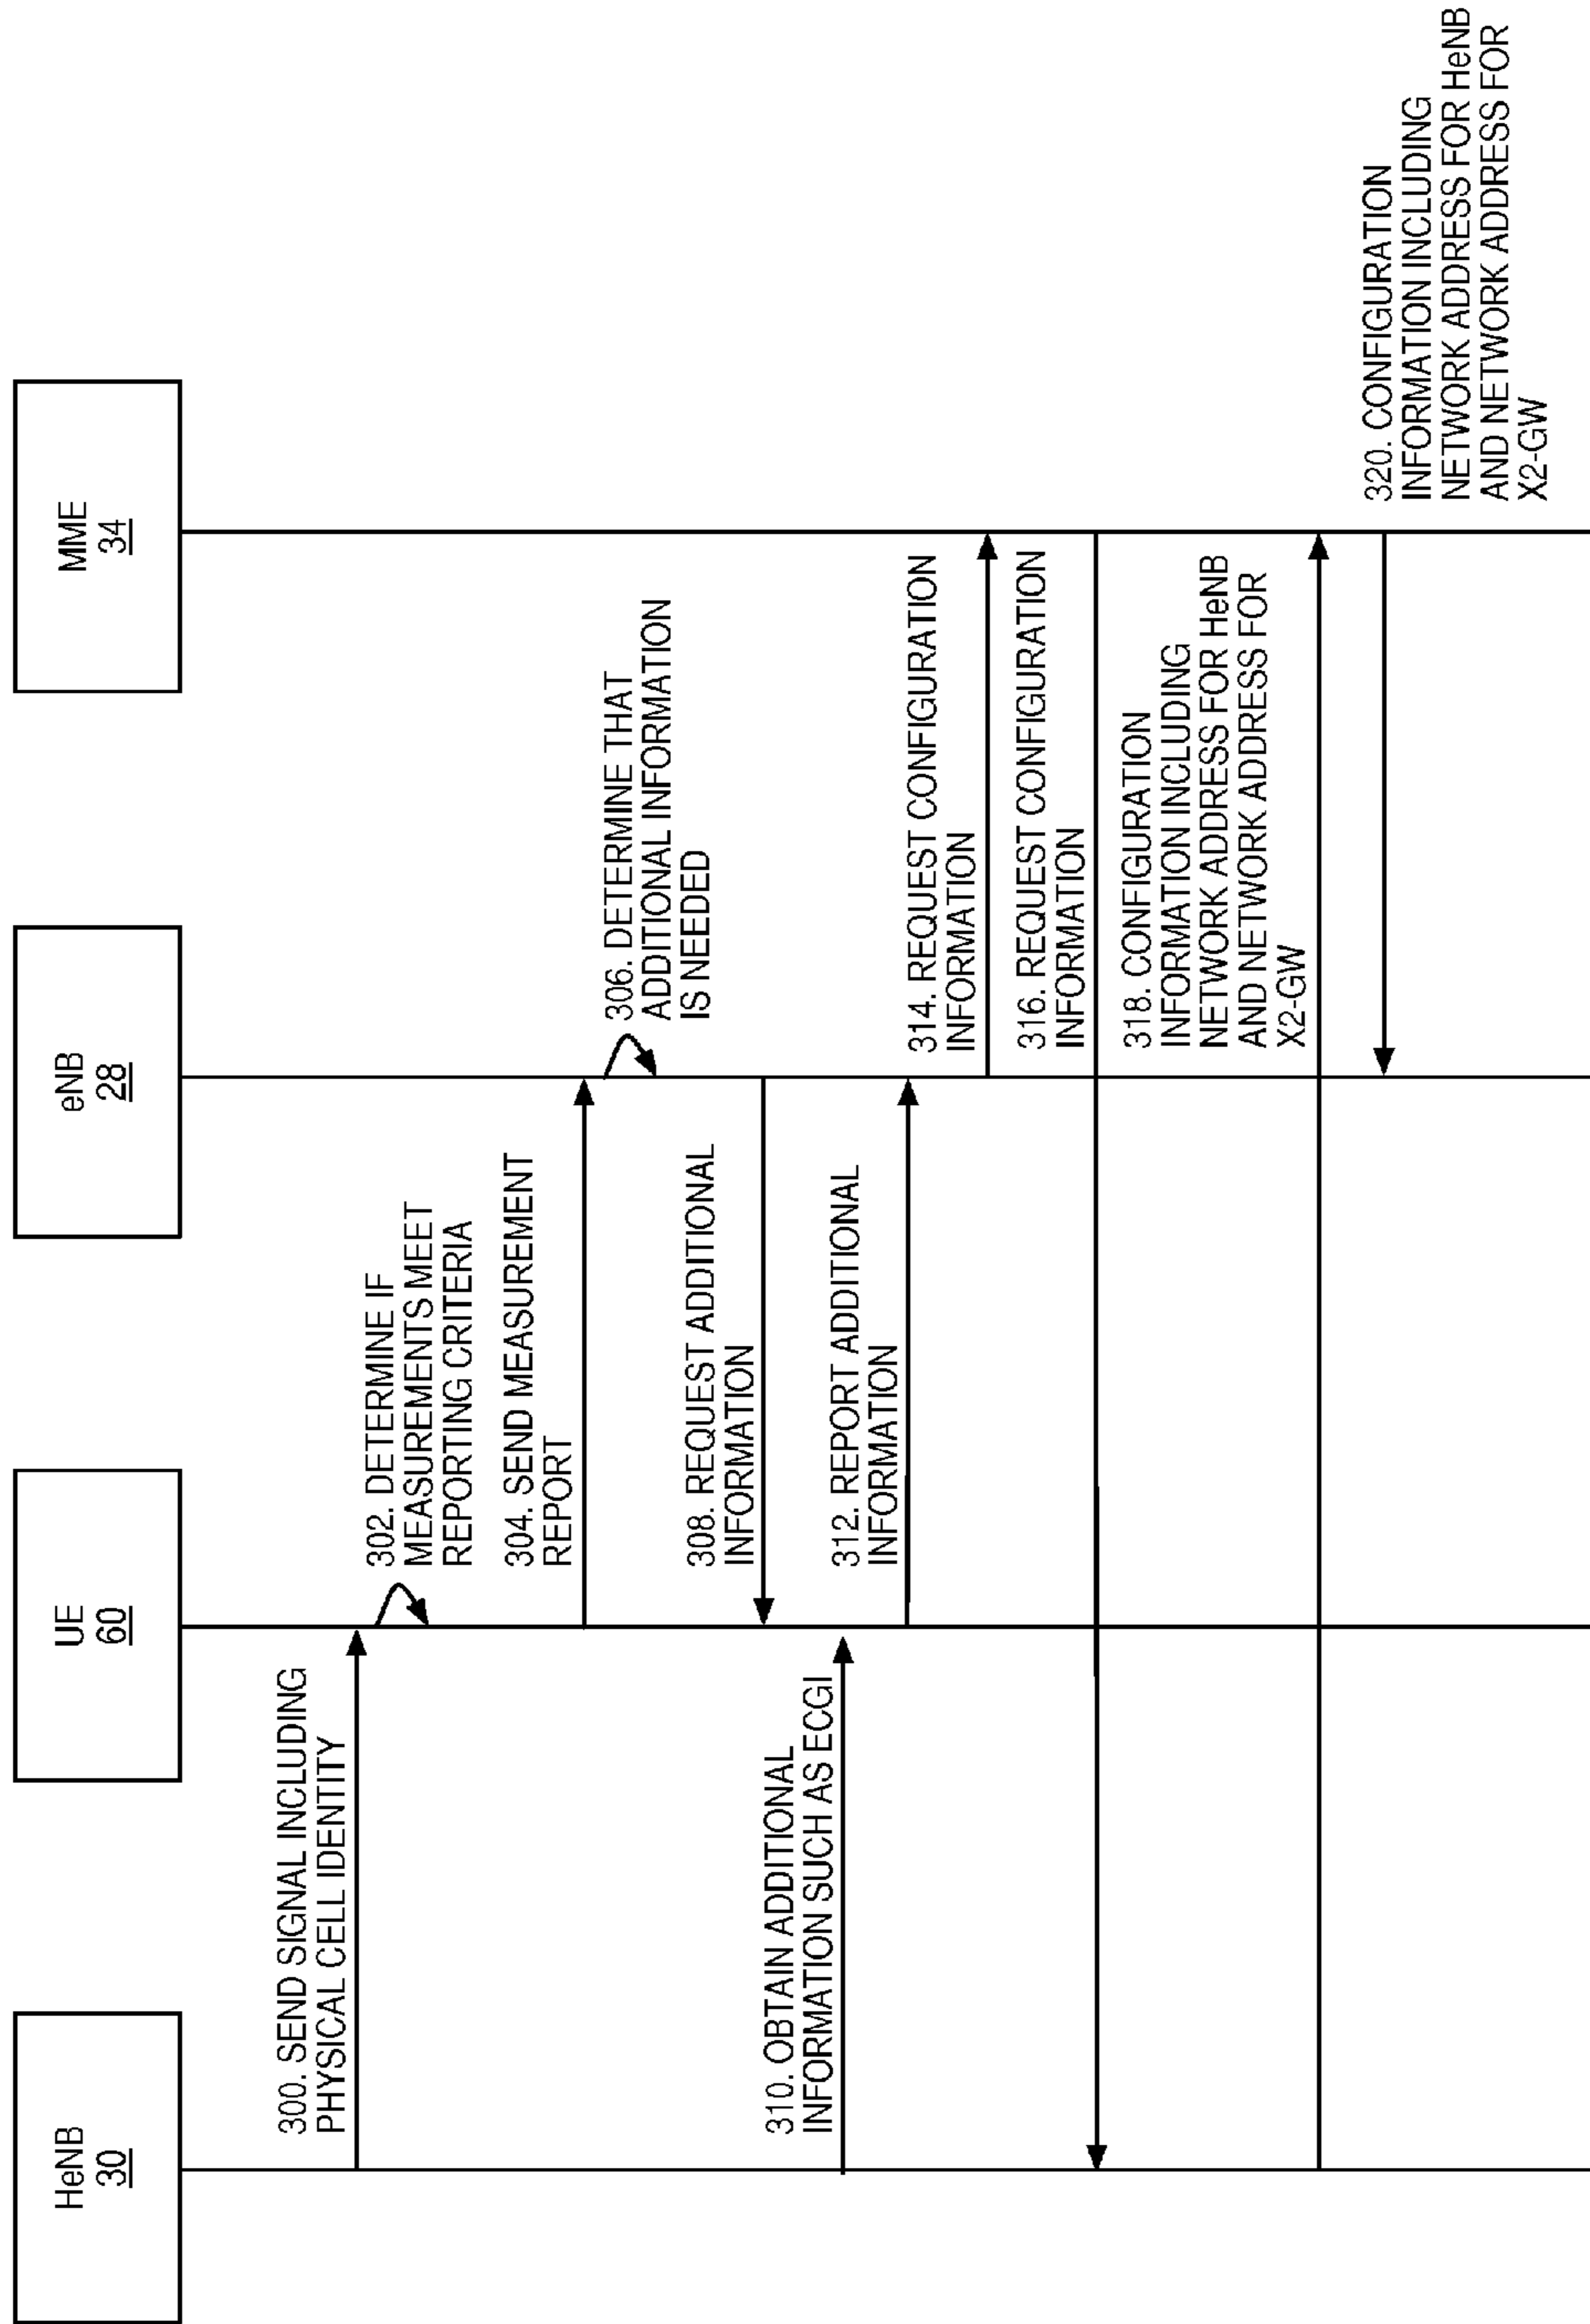 HeNB
30
UE
60
eNB
28
MME
34
300. SEND SIGNAL INCLUDING
PHYSICAL CELL IDENTITY
302. DETERMINE IF
MEASUREMENTS MEET
REPORTING CRITERIA
304. SEND MEASUREMENT
REPORT
306. DETERMINE THAT
ADDITIONAL INFORMATION
IS NEEDED
308. REQUEST ADDITIONAL
INFORMATION
310. OBTAIN ADDITIONAL
INFORMATION SUCH AS ECGI
312. REPORT ADDITIONAL
INFORMATION
314. REQUEST CONFIGURATION
INFORMATION
316. REQUEST CONFIGURATION
INFORMATION
318. CONFIGURATION
INFORMATION INCLUDING
NETWORK ADDRESS FOR HeNB
AND NETWORK ADDRESS FOR
X2-GW
320. CONFIGURATION
INFORMATION INCLUDING
NETWORK ADDRESS FOR HeNB
AND NETWORK ADDRESS FOR
X2-GW